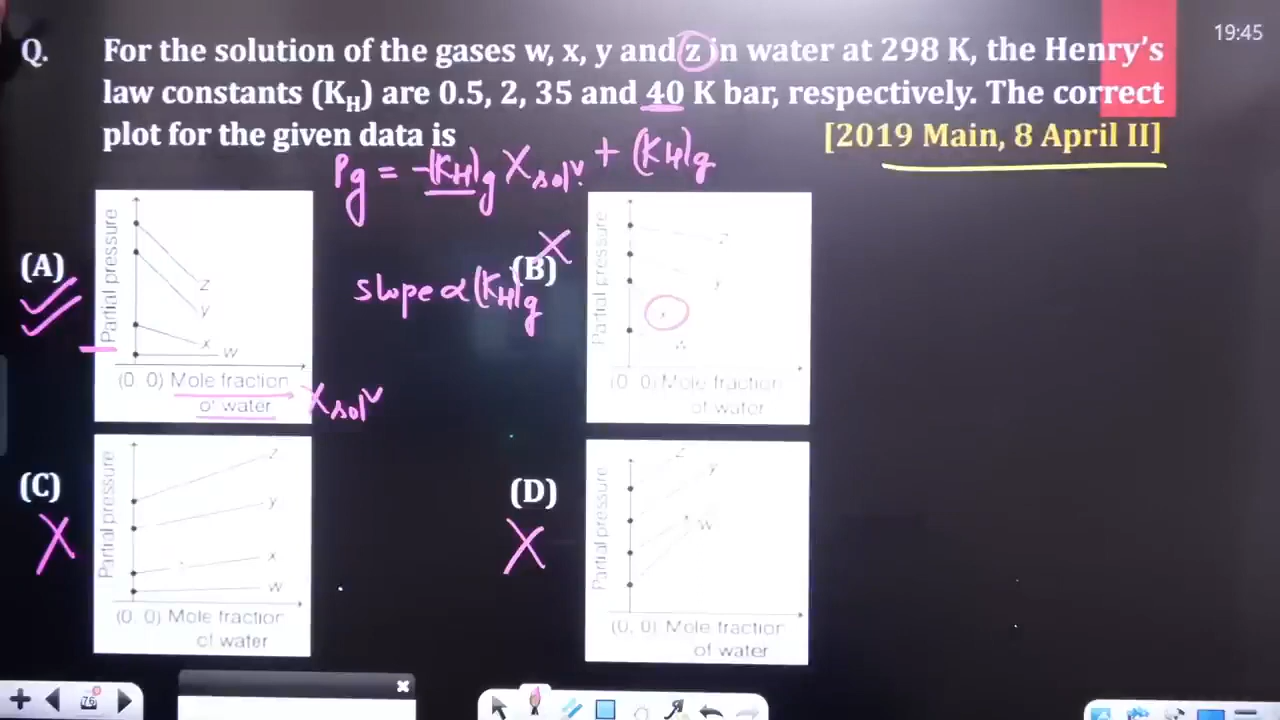 19:45
Q. For the solution of the gases w, x, y and z in water at 298 K, the Henry's
law constants (K_H) are 0.5, 2, 35 and 40 K bar, respectively. The correct
plot for the given data is [2019 Main, 8 April II]
Pg = -(KH)g Xsolv. + (KH)g
(A)
Partial pressure
z
y
x
w
(0, 0) Mole fraction
of water
Xsolv
slope ∝ (KH)g
(B)
Partial pressure
z
y
x
(0, 0) Mole fraction
of water
(C)
Partial pressure
z
y
x
w
(0, 0) Mole fraction
of water
(D)
Partial pressure
z
y
w
(0, 0) Mole fraction
of water
76